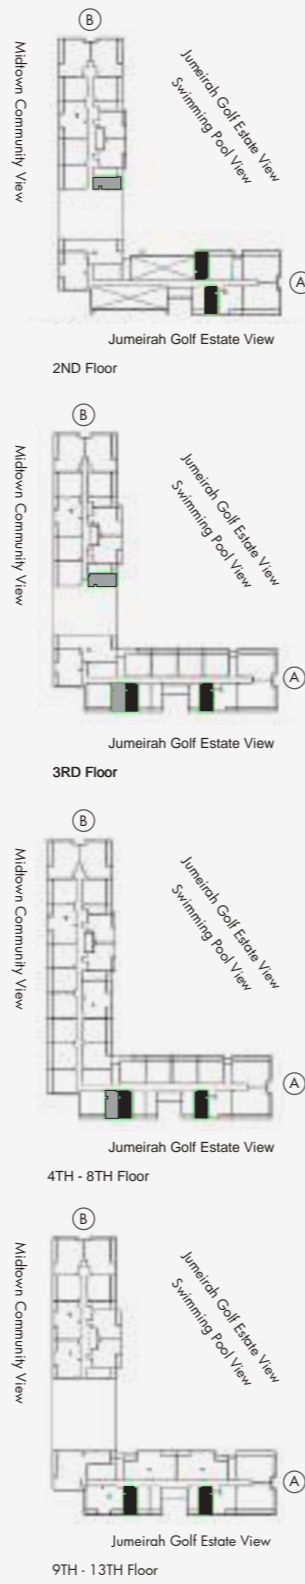 B
Midtown Community View
Jumeirah Golf Estate View
Swimming Pool View
A
Jumeirah Golf Estate View
2ND Floor
B
Midtown Community View
Jumeirah Golf Estate View
Swimming Pool View
A
Jumeirah Golf Estate View
3RD Floor
B
Midtown Community View
Jumeirah Golf Estate View
Swimming Pool View
A
Jumeirah Golf Estate View
4TH - 8TH Floor
B
Midtown Community View
Jumeirah Golf Estate View
Swimming Pool View
A
Jumeirah Golf Estate View
9TH - 13TH Floor